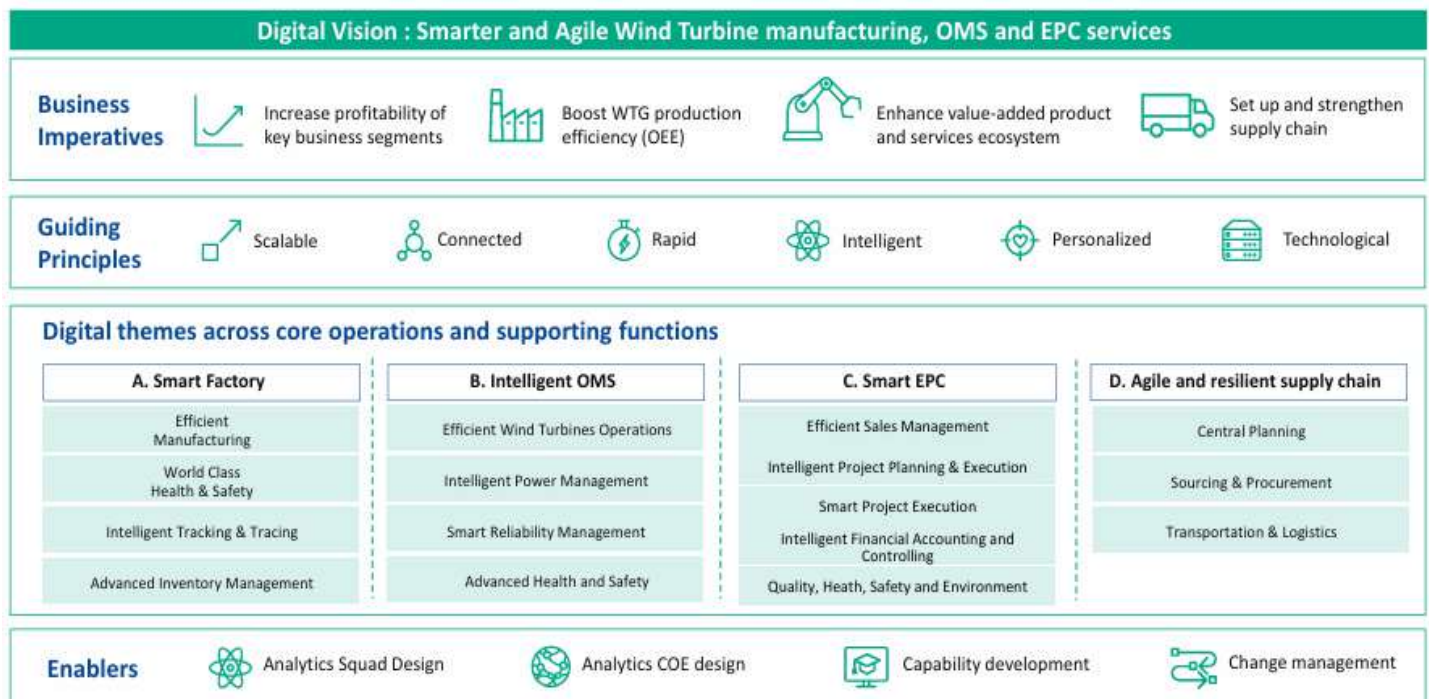 Digital Vision : Smarter and Agile Wind Turbine manufacturing, OMS and EPC services
Business
Imperatives
Increase profitability of
key business segments
Boost WTG production
efficiency (OEE)
Enhance value-added product
and services ecosystem
Set up and strengthen
supply chain
Guiding
Principles
Scalable
Connected
Rapid
Intelligent
Personalized
Technological
Digital themes across core operations and supporting functions
A. Smart Factory
Efficient
Manufacturing
World Class
Health & Safety
Intelligent Tracking & Tracing
Advanced Inventory Management
B. Intelligent OMS
Efficient Wind Turbines Operations
Intelligent Power Management
Smart Reliability Management
Advanced Health and Safety
C. Smart EPC
Efficient Sales Management
Intelligent Project Planning & Execution
Smart Project Execution
Intelligent Financial Accounting and
Controlling
Quality, Heath, Safety and Environment
D. Agile and resilient supply chain
Central Planning
Sourcing & Procurement
Transportation & Logistics
Enablers
Analytics Squad Design
Analytics COE design
Capability development
Change management